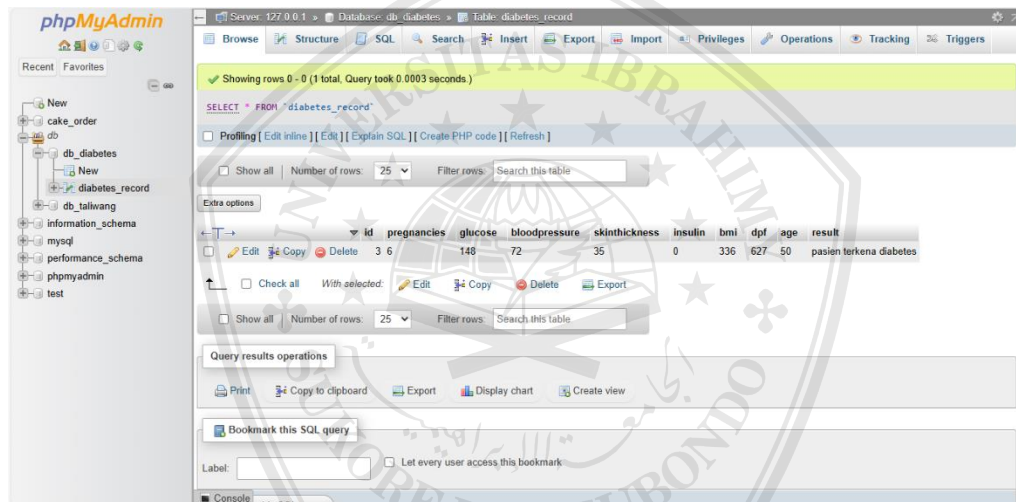 phpMyAdmin
Recent Favorites
New
cake_order
db
db_diabetes
New
diabetes_record
db_taliwang
information_schema
mysql
performance_schema
phpmyadmin
test
Server: 127.0.0.1 » Database: db_diabetes » Table: diabetes_record
Browse Structure SQL Search Insert Export Import Privileges Operations Tracking Triggers
Showing rows 0 - 0 (1 total, Query took 0.0003 seconds.)
SELECT * FROM `diabetes_record`
Profiling [ Edit inline ] [ Edit ] [ Explain SQL ] [ Create PHP code ] [ Refresh ]
Show all | Number of rows: 25 Filter rows: Search this table
Extra options
←T→ id pregnancies glucose bloodpressure skinthickness insulin bmi dpf age result
Edit Copy Delete 3 6 148 72 35 0 336 627 50 pasien terkena diabetes
Check all With selected: Edit Copy Delete Export
Show all | Number of rows: 25 Filter rows: Search this table
Query results operations
Print Copy to clipboard Export Display chart Create view
Bookmark this SQL query
Label: Let every user access this bookmark
Console
UNIVERSITAS IBRAHIM